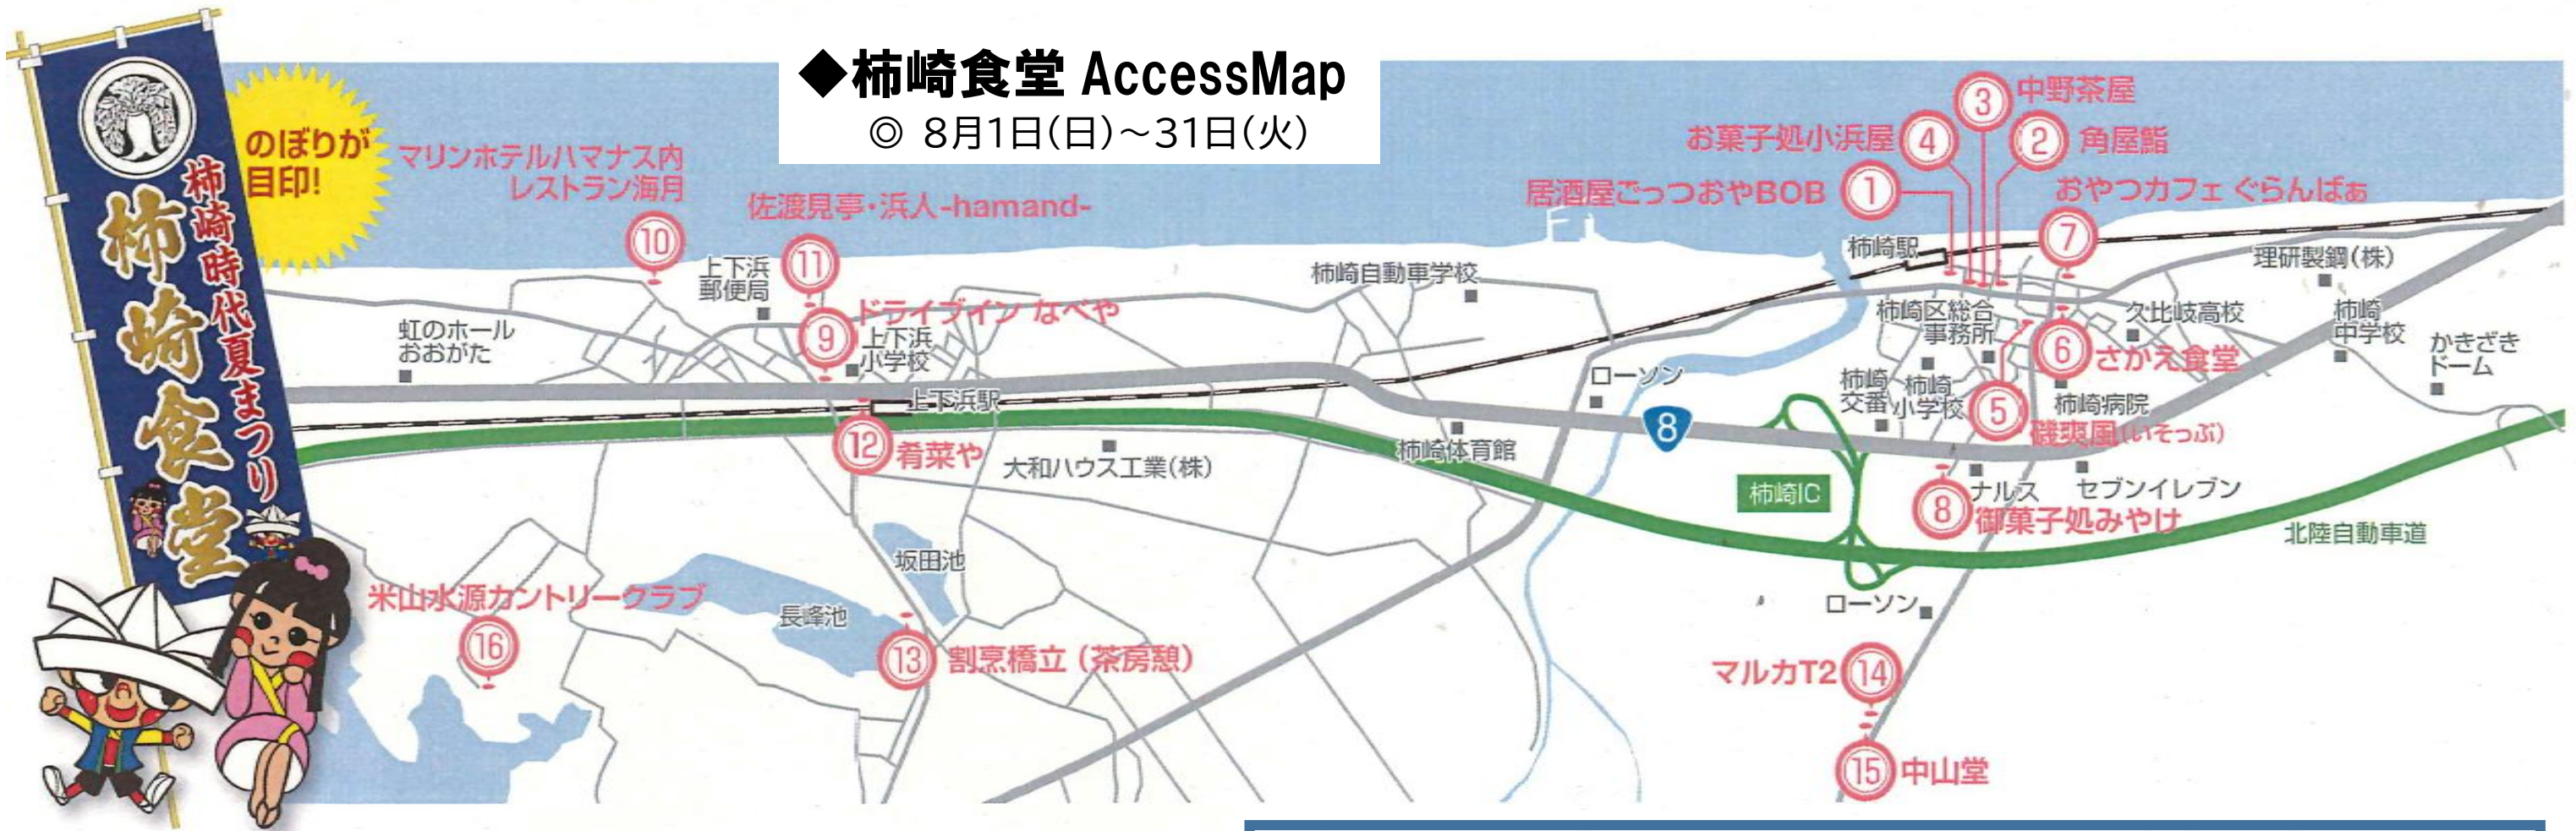 ◆柿崎食堂 AccessMap
◎ 8月1日(日)～31日(火)
柿崎時代夏まつり
柿崎食堂
のぼりが
目印!
マリンホテルハマナス内
レストラン海月
⑩
佐渡見亭・浜人-hamand-
⑪
上下浜
郵便局
ドライブイン なべや
⑨
上下浜
小学校
虹のホール
おおがた
上下浜駅
⑫ 肴菜や
大和ハウス工業(株)
坂田池
長峰池
米山水源カントリークラブ
⑯
⑬ 割烹橋立（茶房憩）
柿崎自動車学校
柿崎体育館
ローソン
8
柿崎IC
③ 中野茶屋
お菓子処小浜屋 ④
② 角屋鮨
居酒屋ごっつおやBOB ①
おやつカフェ ぐらんばぁ
⑦
柿崎駅
理研製鋼(株)
柿崎区総合
事務所
久比岐高校
柿崎
中学校
かきざき
ドーム
⑥ さかえ食堂
柿崎
交番
柿崎
小学校
⑤
柿崎病院
磯爽風(いそっぷ)
ナルス
セブンイレブン
⑧ 御菓子処みやけ
北陸自動車道
ローソン
マルカT2 ⑭
⑮ 中山堂